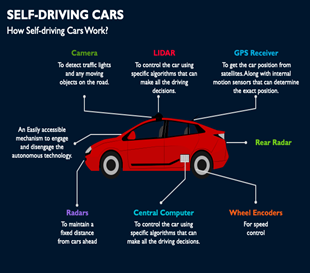 SELF-DRIVING CARS
How Self-driving Cars Work?
Camera
To detect traffic lights
and any moving
objects on the road.
LIDAR
To control the car using
specific algorithms that can
make all the driving
decisions.
GPS Receiver
To get the car position from
satellites. Along with internal
motion sensors that can determine
the exact position.
An Easily accessible
mechanism to engage
and disengage the
autonomous technology.
Rear Radar
Radars
To maintain a
fixed distance
from cars ahead
Central Computer
To control the car using
specific algorithms that can
make all the driving decisions.
Wheel Encoders
For speed
control